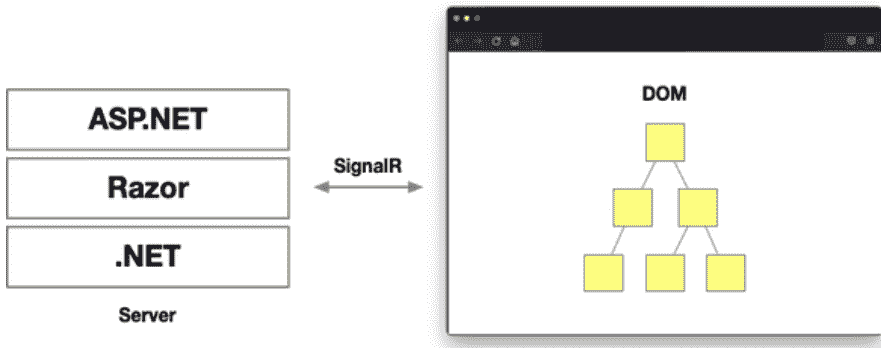 ASP.NET
Razor
.NET
Server
SignalR
DOM